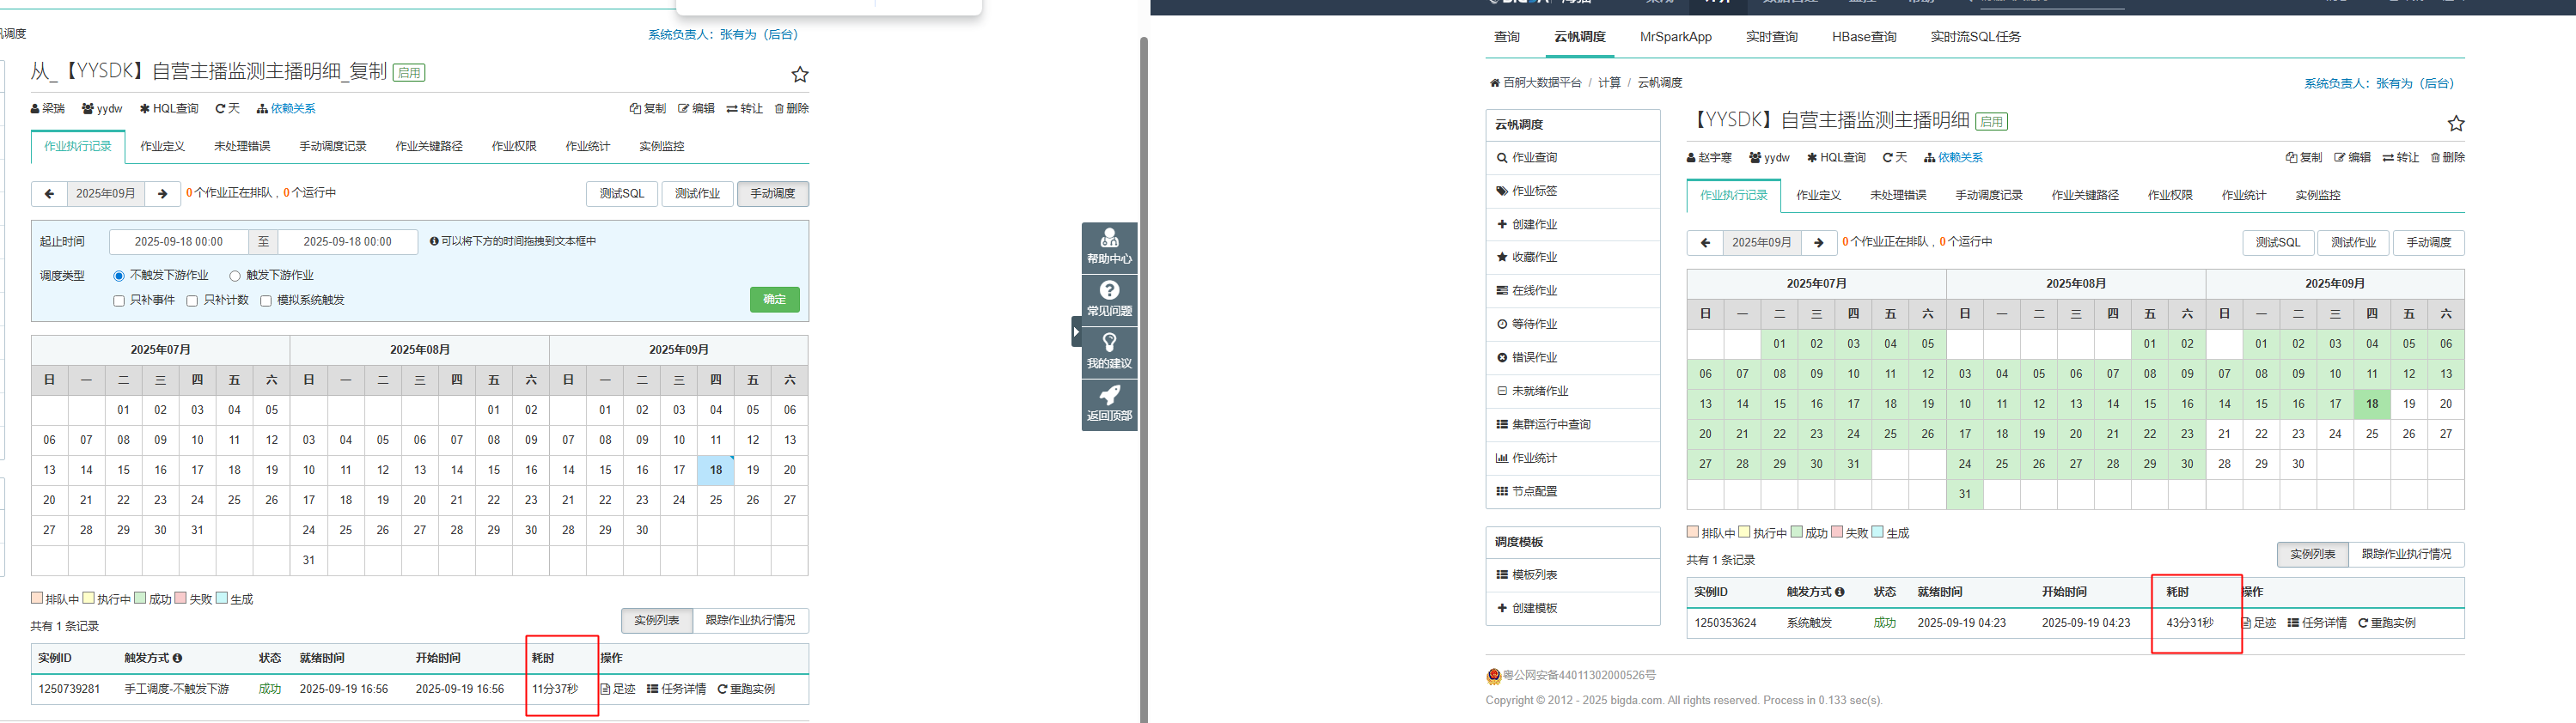 帆调度
系统负责人：张有为（后台）
从_【YYSDK】自营主播监测主播明细_复制 启用
梁瑞 yydw HQL查询 天 依赖关系 复制 编辑 转让 删除
作业执行记录 作业定义 未处理错误 手动调度记录 作业关键路径 作业权限 作业统计 实例监控
2025年09月 0个作业正在排队，0个运行中 测试SQL 测试作业 手动调度
起止时间 2025-09-18 00:00 至 2025-09-18 00:00 可以将下方的时间拖拽到文本框中
调度类型 不触发下游作业 触发下游作业
只补事件 只补计数 模拟系统触发 确定
2025年07月 2025年08月 2025年09月
日 一 二 三 四 五 六 日 一 二 三 四 五 六 日 一 二 三 四 五 六
01 02 03 04 05 01 02 01 02 03 04 05 06
06 07 08 09 10 11 12 03 04 05 06 07 08 09 07 08 09 10 11 12 13
13 14 15 16 17 18 19 10 11 12 13 14 15 16 14 15 16 17 18 19 20
20 21 22 23 24 25 26 17 18 19 20 21 22 23 21 22 23 24 25 26 27
27 28 29 30 31 24 25 26 27 28 29 30 28 29 30
31
排队中 执行中 成功 失败 生成
实例列表 跟踪作业执行情况
共有 1 条记录
实例ID 触发方式 状态 就绪时间 开始时间 耗时 操作
1250739281 手工调度-不触发下游 成功 2025-09-19 16:56 2025-09-19 16:56 11分37秒 足迹 任务详情 重跑实例
帮助中心
常见问题
我的建议
返回顶部
查询 云帆调度 MrSparkApp 实时查询 HBase查询 实时流SQL任务
百舸大数据平台 / 计算 / 云帆调度 系统负责人：张有为（后台）
云帆调度
作业查询
作业标签
创建作业
收藏作业
在线作业
等待作业
错误作业
未就绪作业
集群运行中查询
作业统计
节点配置
调度模板
模板列表
创建模板
【YYSDK】自营主播监测主播明细 启用
赵宇寒 yydw HQL查询 天 依赖关系 复制 编辑 转让 删除
作业执行记录 作业定义 未处理错误 手动调度记录 作业关键路径 作业权限 作业统计 实例监控
2025年09月 0个作业正在排队，0个运行中 测试SQL 测试作业 手动调度
2025年07月 2025年08月 2025年09月
日 一 二 三 四 五 六 日 一 二 三 四 五 六 日 一 二 三 四 五 六
01 02 03 04 05 01 02 01 02 03 04 05 06
06 07 08 09 10 11 12 03 04 05 06 07 08 09 07 08 09 10 11 12 13
13 14 15 16 17 18 19 10 11 12 13 14 15 16 14 15 16 17 18 19 20
20 21 22 23 24 25 26 17 18 19 20 21 22 23 21 22 23 24 25 26 27
27 28 29 30 31 24 25 26 27 28 29 30 28 29 30
31
排队中 执行中 成功 失败 生成
实例列表 跟踪作业执行情况
共有 1 条记录
实例ID 触发方式 状态 就绪时间 开始时间 耗时 操作
1250353624 系统触发 成功 2025-09-19 04:23 2025-09-19 04:23 43分31秒 足迹 任务详情 重跑实例
粤公网安备44011302000526号
Copyright © 2012 - 2025 bigda.com. All rights reserved. Process in 0.133 sec(s).